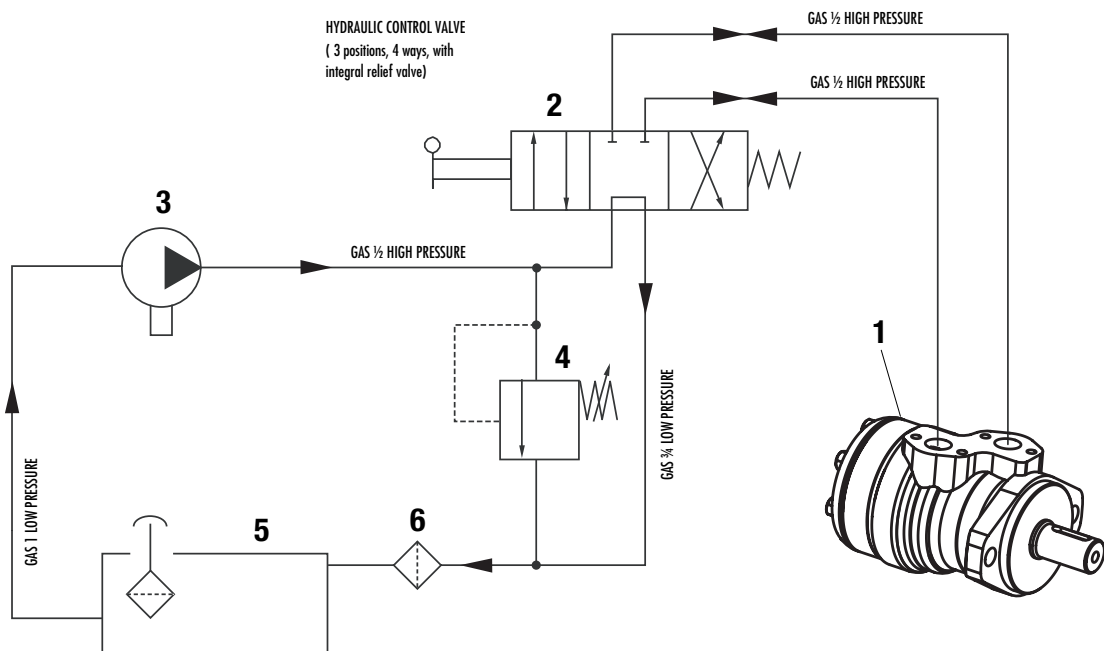 HYDRAULIC CONTROL VALVE
( 3 positions, 4 ways, with
integral relief valve)
GAS ½ HIGH PRESSURE
GAS ½ HIGH PRESSURE
2
3
GAS ½ HIGH PRESSURE
4
1
GAS ¾ LOW PRESSURE
GAS 1 LOW PRESSURE
5
6